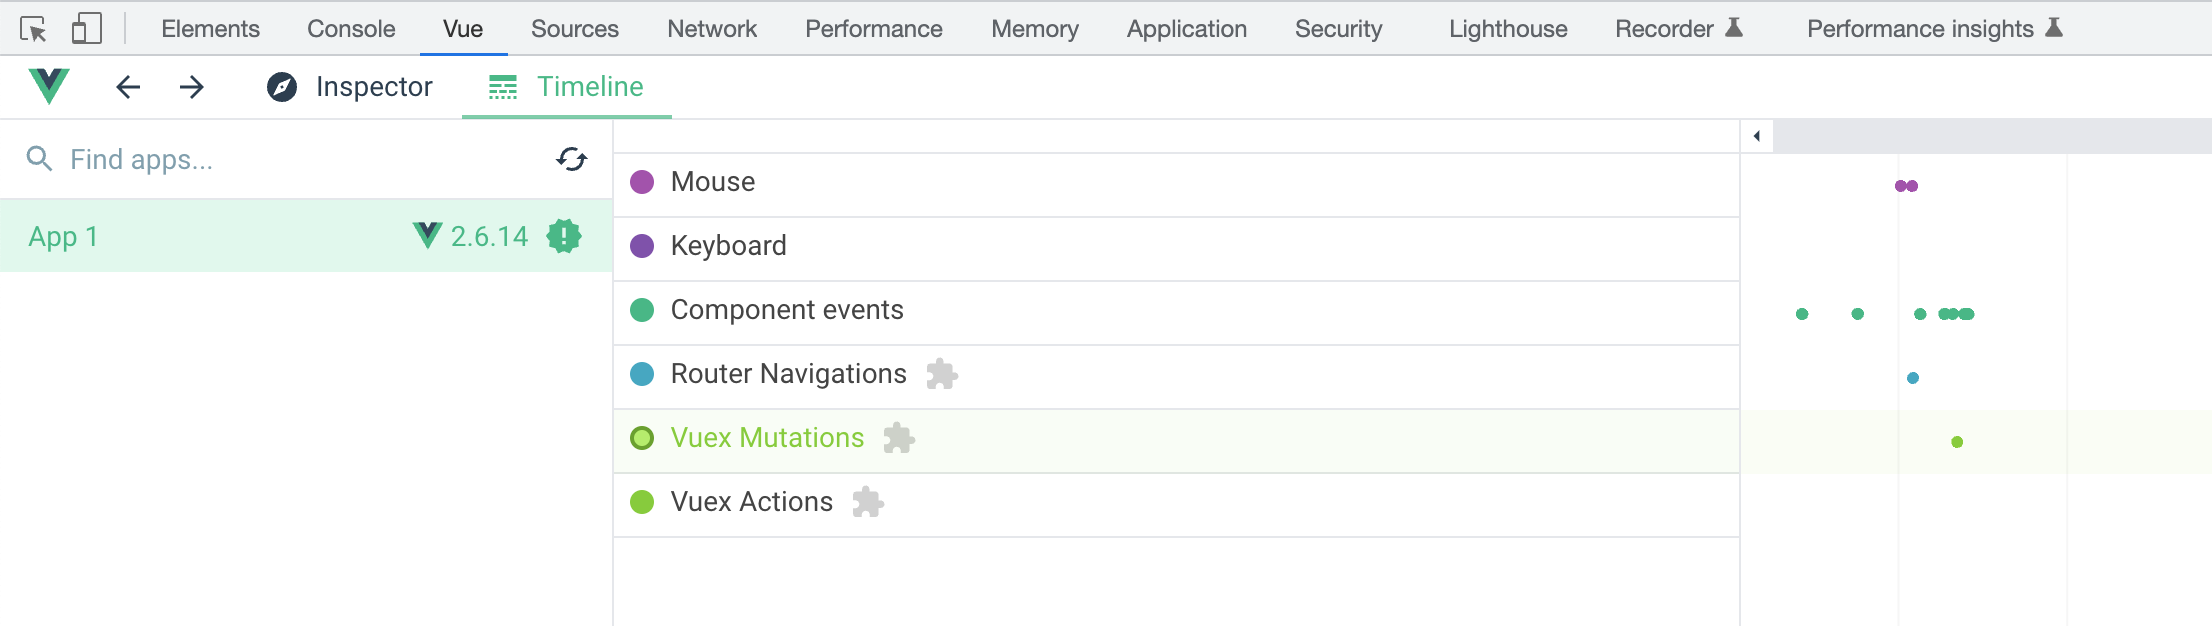 Elements Console Vue Sources Network Performance Memory Application Security Lighthouse Recorder Performance insights
Inspector Timeline
Find apps...
App 1 2.6.14
Mouse
Keyboard
Component events
Router Navigations
Vuex Mutations
Vuex Actions